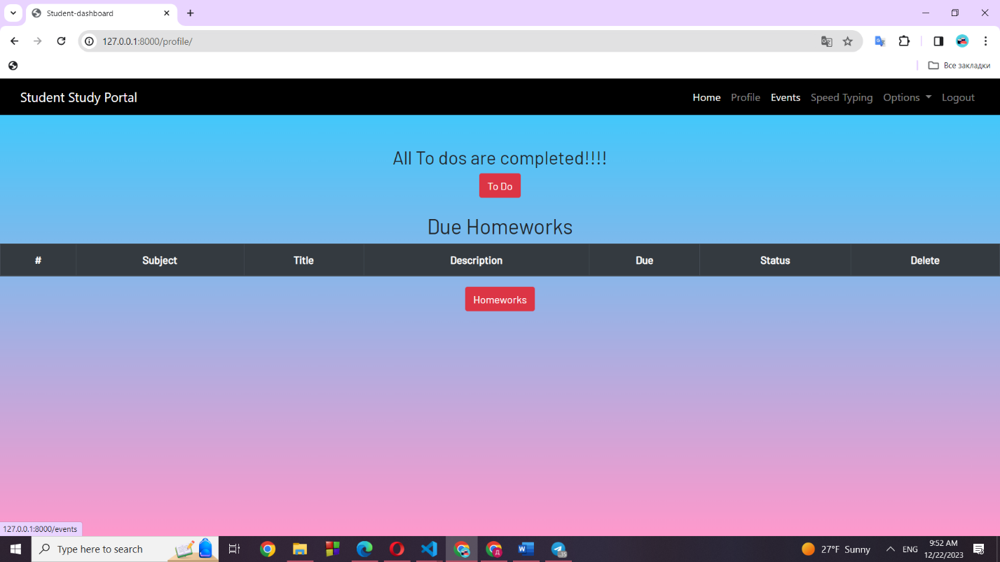 Student-dashboard
127.0.0.1:8000/profile/
Все закладки
Student Study Portal
Home Profile Events Speed Typing Options Logout
All To dos are completed!!!!
To Do
Due Homeworks
# Subject Title Description Due Status Delete
Homeworks
127.0.0.1:8000/events
Type here to search
27°F Sunny
ENG
9:52 AM
12/22/2023